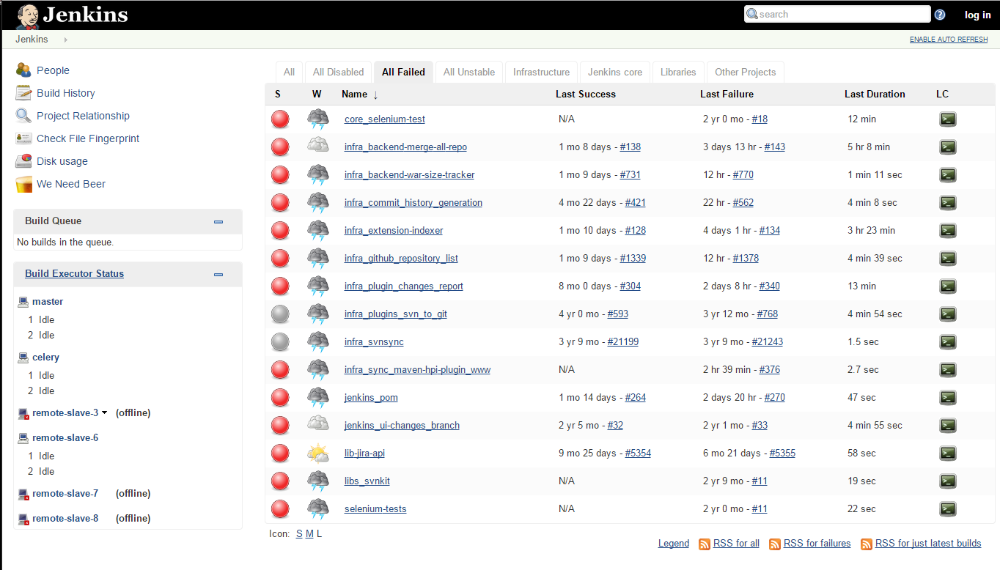 Jenkins
search
log in
Jenkins
ENABLE AUTO REFRESH
People
Build History
Project Relationship
Check File Fingerprint
Disk usage
We Need Beer
Build Queue
No builds in the queue.
Build Executor Status
master
1 Idle
2 Idle
celery
1 Idle
2 Idle
remote-slave-3 (offline)
remote-slave-6
1 Idle
2 Idle
remote-slave-7 (offline)
remote-slave-8 (offline)
All All Disabled All Failed All Unstable Infrastructure Jenkins core Libraries Other Projects
S W Name ↓ Last Success Last Failure Last Duration LC
core_selenium-test N/A 2 yr 0 mo - #18 12 min
infra_backend-merge-all-repo 1 mo 8 days - #138 3 days 13 hr - #143 5 hr 8 min
infra_backend-war-size-tracker 1 mo 9 days - #731 12 hr - #770 1 min 11 sec
infra_commit_history_generation 4 mo 22 days - #421 22 hr - #562 4 min 8 sec
infra_extension-indexer 1 mo 10 days - #128 4 days 1 hr - #134 3 hr 23 min
infra_github_repository_list 1 mo 9 days - #1339 12 hr - #1378 4 min 39 sec
infra_plugin_changes_report 8 mo 0 days - #304 2 days 8 hr - #340 13 min
infra_plugins_svn_to_git 4 yr 0 mo - #593 3 yr 12 mo - #768 4 min 54 sec
infra_svnsync 3 yr 9 mo - #21199 3 yr 9 mo - #21243 1.5 sec
infra_sync_maven-hpi-plugin_www N/A 2 hr 39 min - #376 2.7 sec
jenkins_pom 1 mo 14 days - #264 2 days 20 hr - #270 47 sec
jenkins_ui-changes_branch 2 yr 5 mo - #32 2 yr 1 mo - #33 4 min 55 sec
lib-jira-api 9 mo 25 days - #5354 6 mo 21 days - #5355 58 sec
libs_svnkit N/A 2 yr 9 mo - #11 19 sec
selenium-tests N/A 2 yr 0 mo - #11 22 sec
Icon: S M L
Legend RSS for all RSS for failures RSS for just latest builds